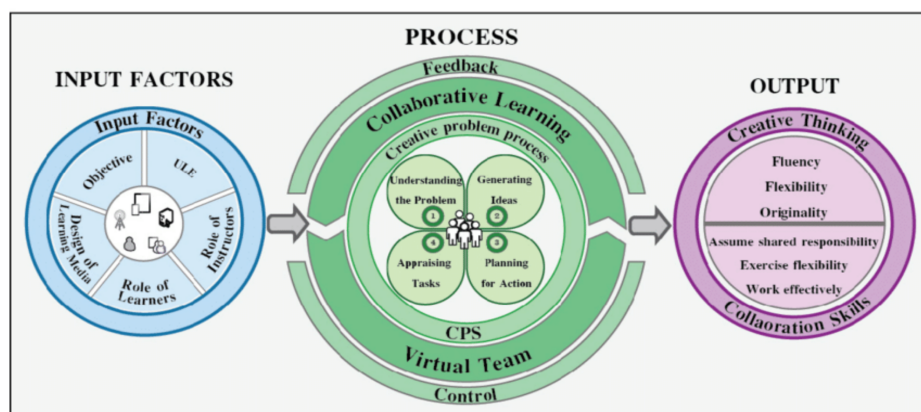 INPUT FACTORS
Input Factors
Objective
ULE
Design of
Learning Media
Role of
Learners
Role of
Instructors
PROCESS
Feedback
Collaborative Learning
Creative problem process
Understanding
the Problem
1
Generating
Ideas
2
4
Appraising
Tasks
3
Planning
for Action
CPS
Virtual Team
Control
OUTPUT
Creative Thinking
Fluency
Flexibility
Originality
Assume shared responsibility
Exercise flexibility
Work effectively
Collaoration Skills